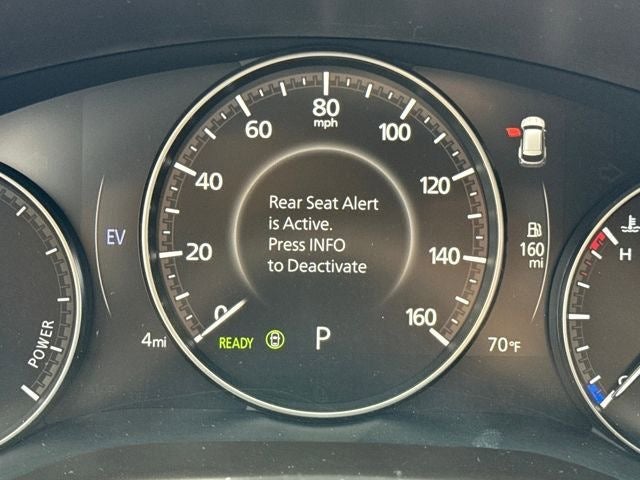 80
mph
60
100
40
120
20
140
0
160
Rear Seat Alert
is Active.
Press INFO
to Deactivate
EV
160
mi
H
POWER
4mi
READY
P
70°F